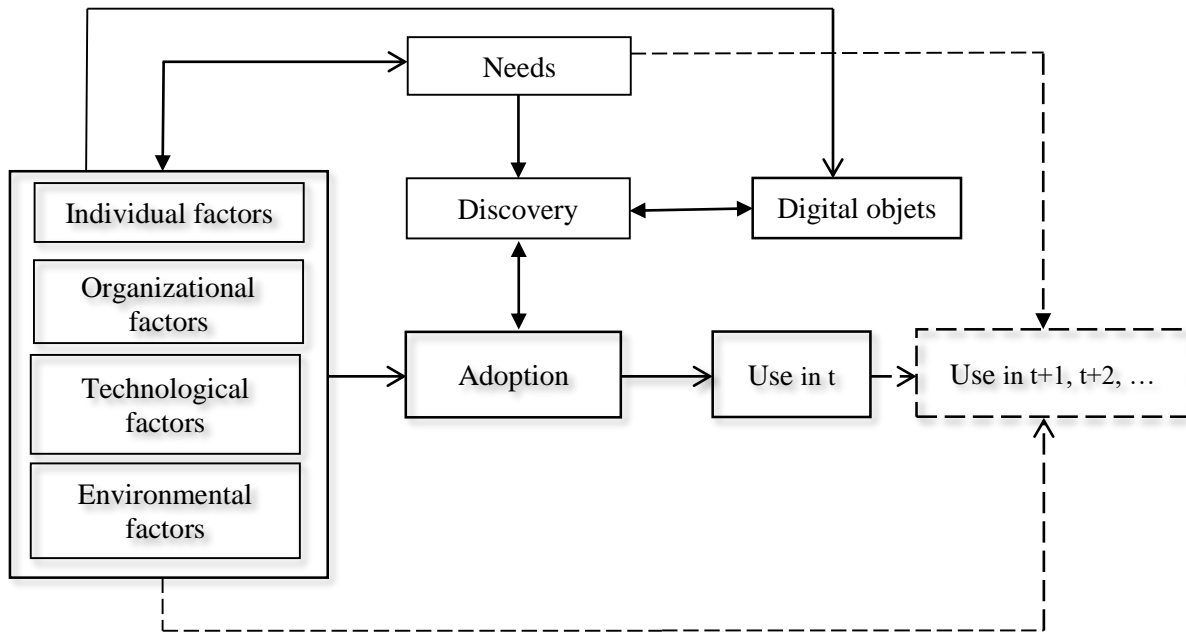 Needs
Individual factors
Discovery
Digital objets
Organizational
factors
Technological
factors
Adoption
Use in t
Use in t+1, t+2, …
Environmental
factors